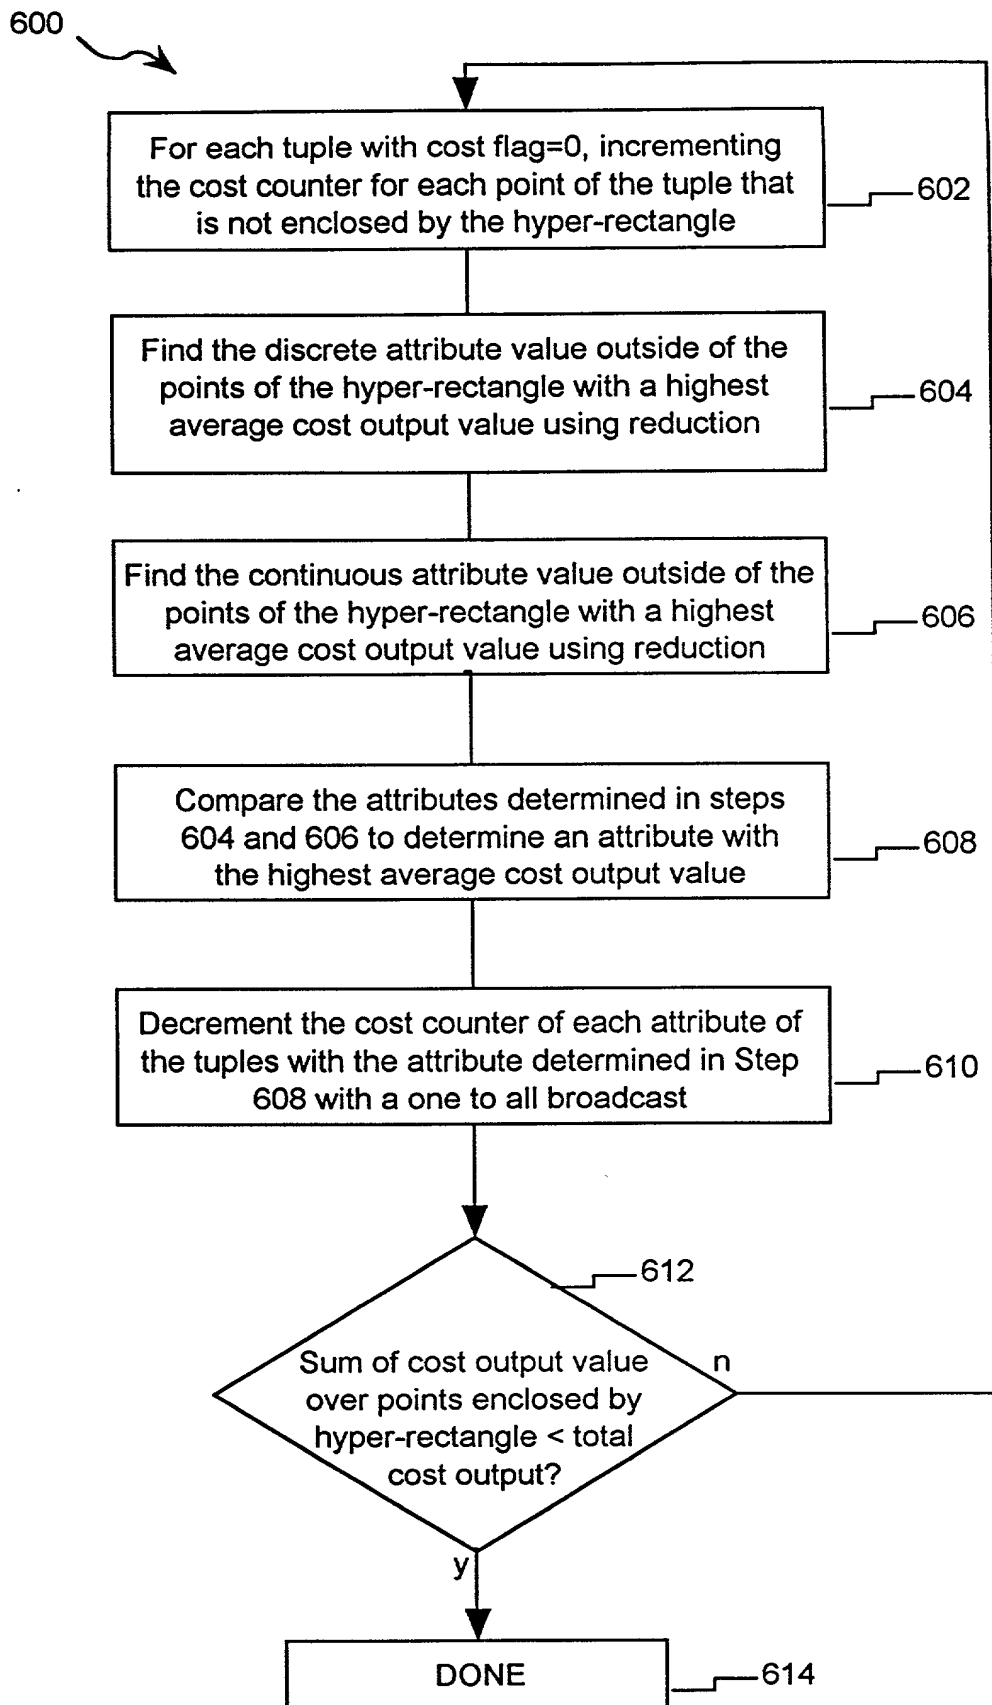 600
For each tuple with cost flag=0, incrementing
the cost counter for each point of the tuple that
is not enclosed by the hyper-rectangle
602
Find the discrete attribute value outside of the
points of the hyper-rectangle with a highest
average cost output value using reduction
604
Find the continuous attribute value outside of the
points of the hyper-rectangle with a highest
average cost output value using reduction
606
Compare the attributes determined in steps
604 and 606 to determine an attribute with
the highest average cost output value
608
Decrement the cost counter of each attribute of
the tuples with the attribute determined in Step
608 with a one to all broadcast
610
612
Sum of cost output value
over points enclosed by
hyper-rectangle < total
cost output?
n
y
DONE
614